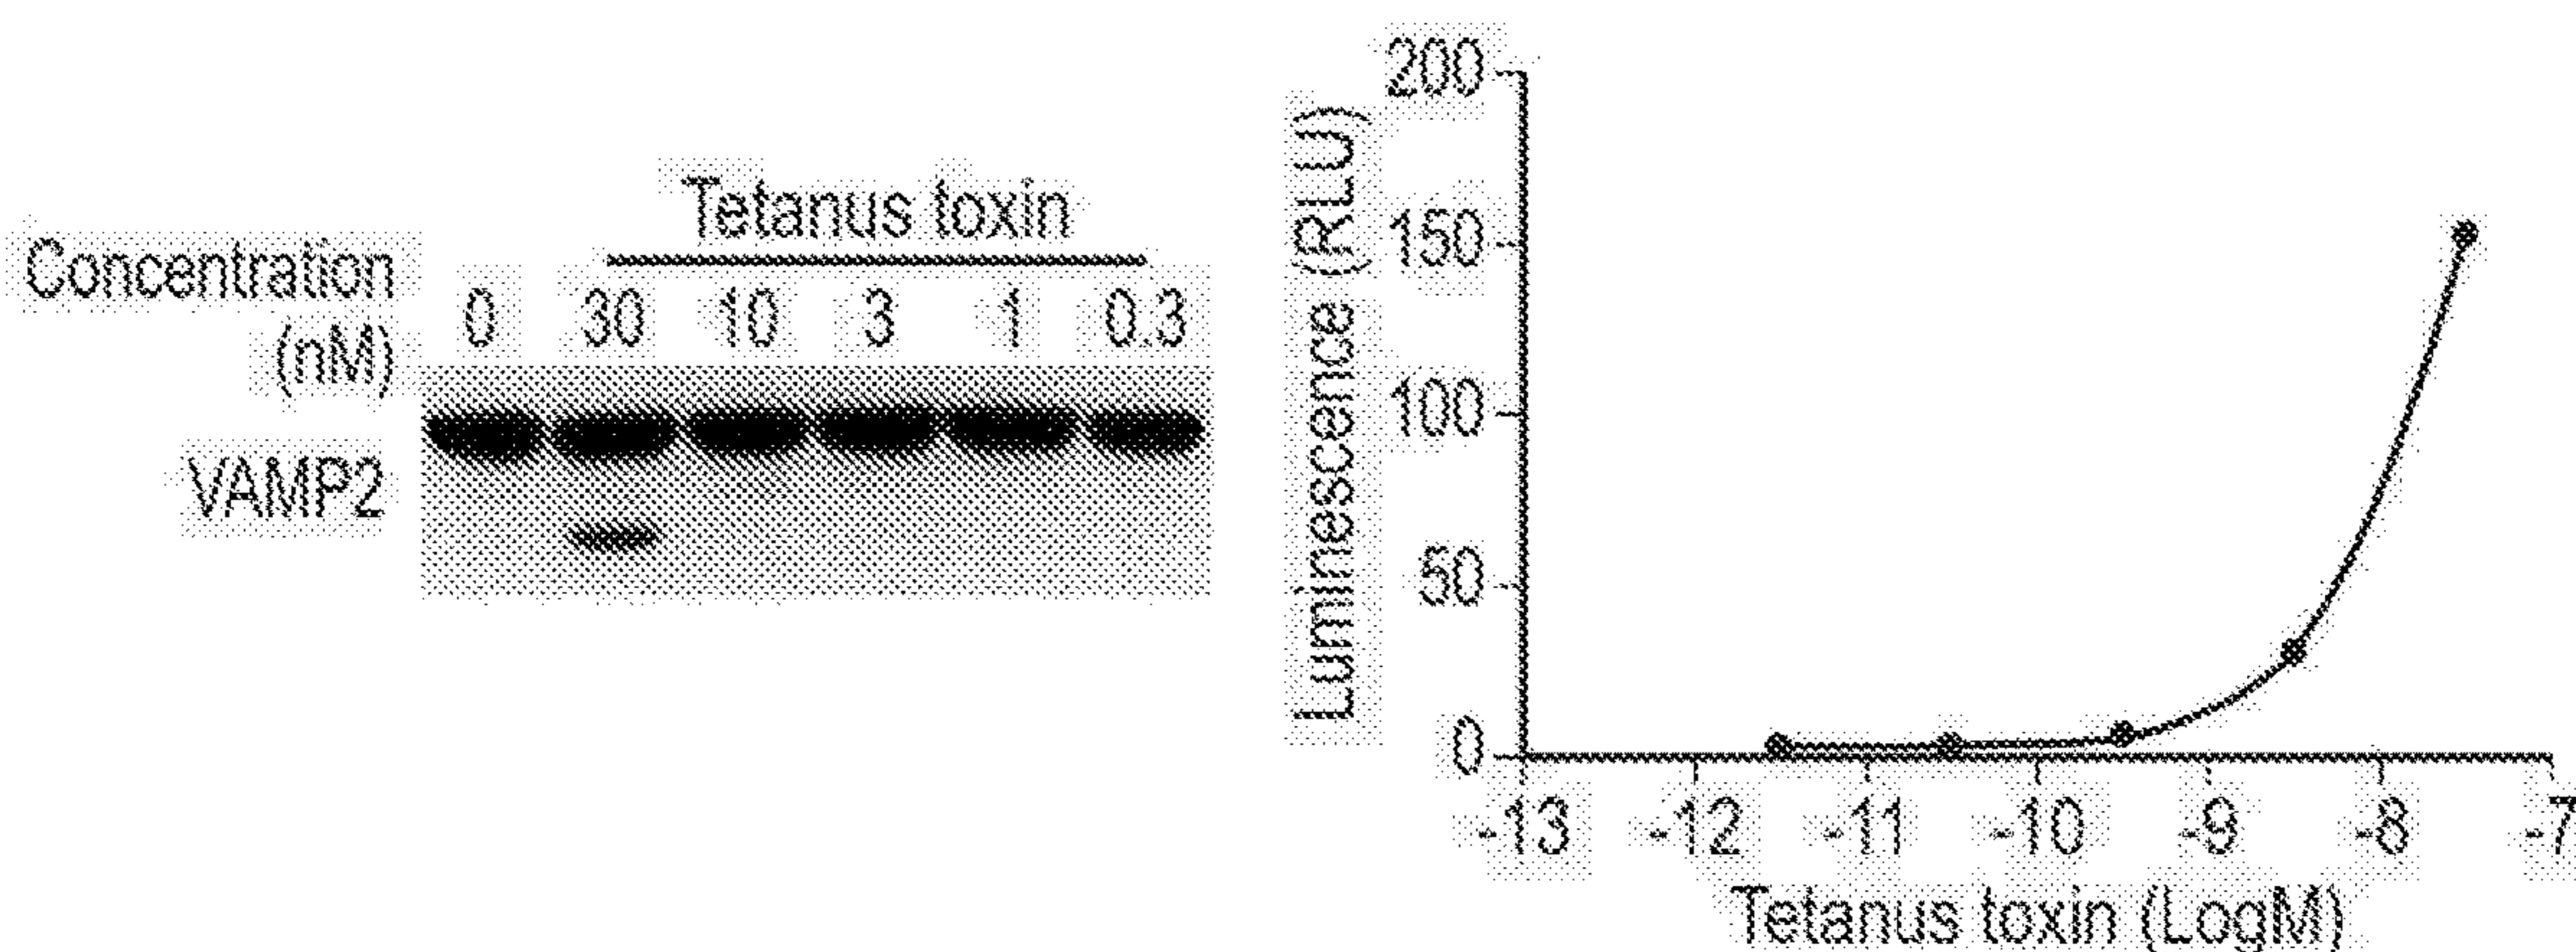 Tetanus toxin
Concentration
(nM)
0 30 10 3 1 0.3
VAMP2
Luminescence (RLU)
200
150
100
50
0
-13 -12 -11 -10 -9 -8 -7
Tetanus toxin (LogM)